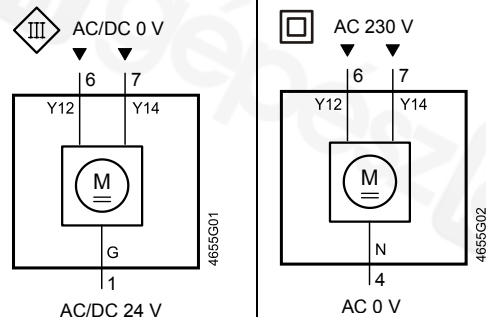 III AC/DC 0 V
6 7
Y12 Y14
M
G
1
AC/DC 24 V
4655G01
AC 230 V
6 7
Y12 Y14
M
N
4
AC 0 V
4655G02